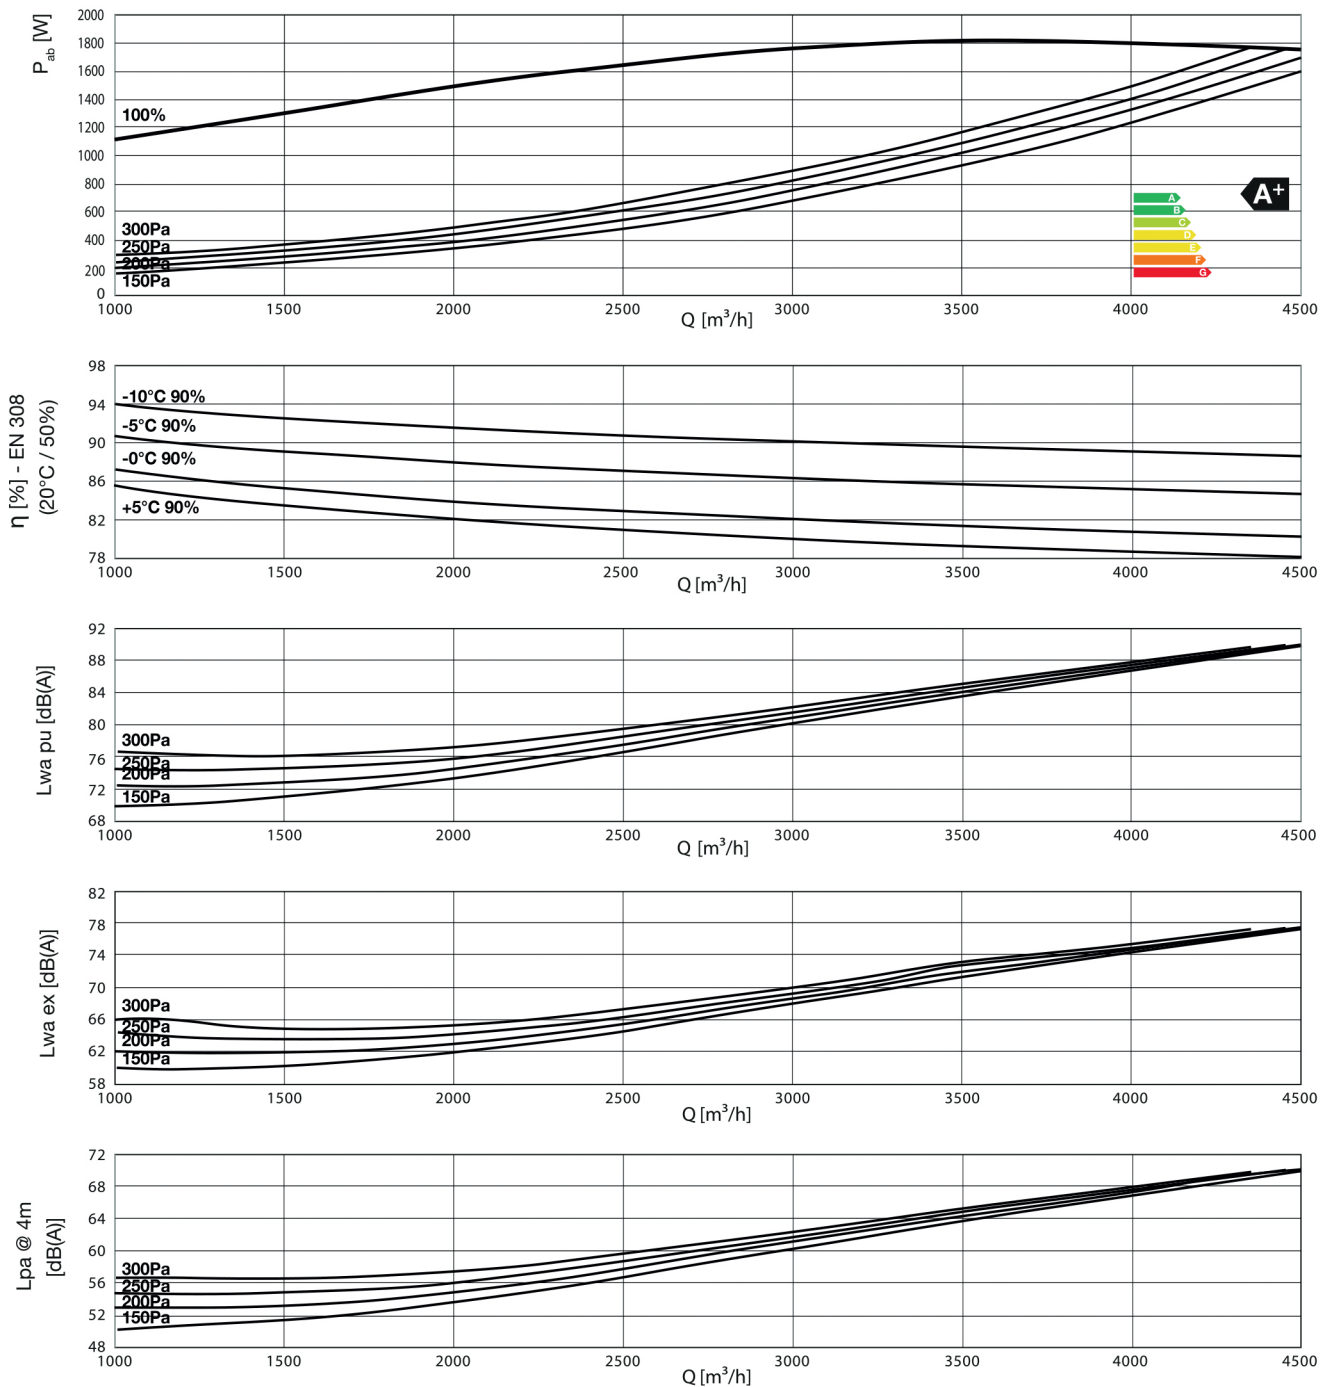 P ab [W]
2000
1800
1600
1400
1200
1000
800
600
400
200
0
100%
300Pa
250Pa
200Pa
150Pa
A+
A
B
C
D
E
F
G
1000 1500 2000 2500 3000 3500 4000 4500
Q [m³/h]
η [%] - EN 308
(20°C / 50%)
98
94
90
86
82
78
-10°C 90%
-5°C 90%
-0°C 90%
+5°C 90%
1000 1500 2000 2500 3000 3500 4000 4500
Q [m³/h]
Lwa pu [dB(A)]
92
88
84
80
76
72
68
300Pa
250Pa
200Pa
150Pa
1000 1500 2000 2500 3000 3500 4000 4500
Q [m³/h]
Lwa ex [dB(A)]
82
78
74
70
66
62
58
300Pa
250Pa
200Pa
150Pa
1000 1500 2000 2500 3000 3500 4000 4500
Q [m³/h]
Lpa @ 4m
[dB(A)]
72
68
64
60
56
52
48
300Pa
250Pa
200Pa
150Pa
1000 1500 2000 2500 3000 3500 4000 4500
Q [m³/h]